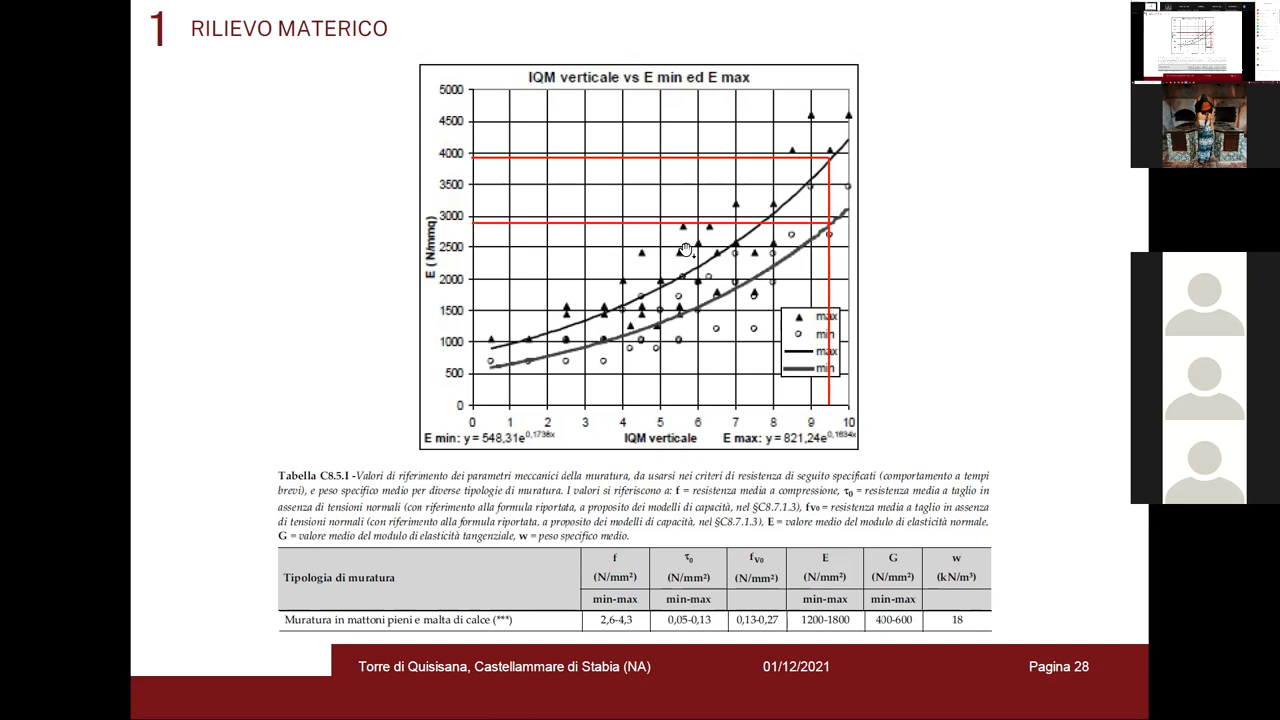 1 RILIEVO MATERICO
IQM verticale vs E min ed E max
5000
4500
4000
3500
3000
2500
2000
1500
1000
500
0
E ( N/mmq)
max
min
max
min
0 1 2 3 4 5 6 7 8 9 10
E min: y = 548,31e^0,1738x IQM verticale E max: y = 821,24e^0,1634x
Tabella C8.5.I -Valori di riferimento dei parametri meccanici della muratura, da usarsi nei criteri di resistenza di seguito specificati (comportamento a tempi
brevi), e peso specifico medio per diverse tipologie di muratura. I valori si riferiscono a: f = resistenza media a compressione, τ0 = resistenza media a taglio in
assenza di tensioni normali (con riferimento alla formula riportata, a proposito dei modelli di capacità, nel §C8.7.1.3), fv0 = resistenza media a taglio in assenza
di tensioni normali (con riferimento alla formula riportata, a proposito dei modelli di capacità, nel §C8.7.1.3), E = valore medio del modulo di elasticità normale,
G = valore medio del modulo di elasticità tangenziale, w = peso specifico medio.
Tipologia di muratura
f τ0 fv0 E G w
(N/mm²) (N/mm²) (N/mm²) (N/mm²) (N/mm²) (kN/m³)
min-max min-max min-max min-max
Muratura in mattoni pieni e malta di calce (***) 2,6-4,3 0,05-0,13 0,13-0,27 1200-1800 400-600 18
Torre di Quisisana, Castellammare di Stabia (NA) 01/12/2021 Pagina 28